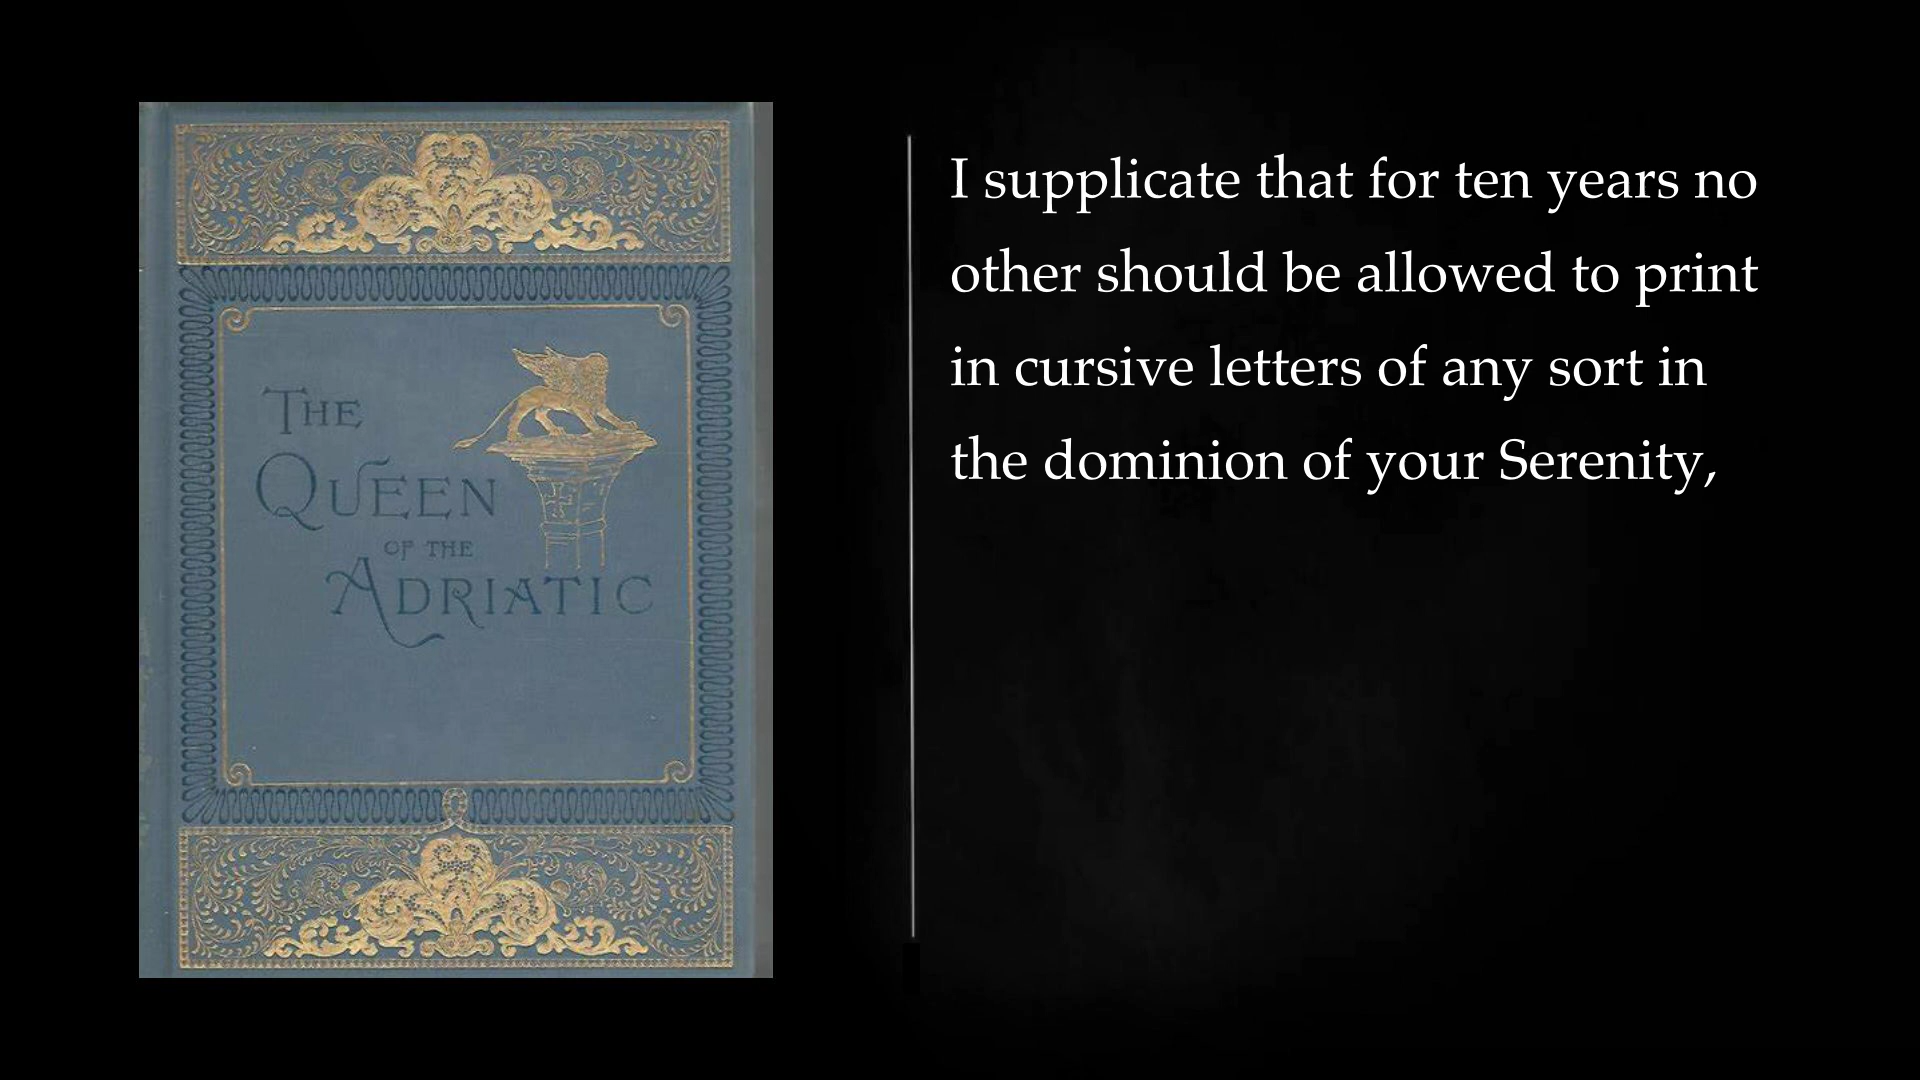 THE
QUEEN
OF THE
ADRIATIC
I supplicate that for ten years no
other should be allowed to print
in cursive letters of any sort in
the dominion of your Serenity,